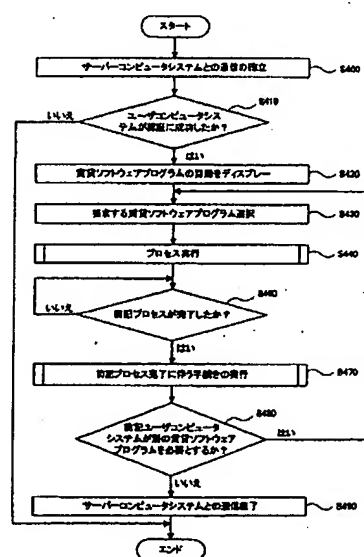 スタート
サーバーコンピュータシステムとの通信の確立
S400
S410
ユーザコンピュータシス
テムが認証に成功したか？
いいえ
はい
賃貸ソフトウェアプログラムの目録をディスプレー
S420
要求する賃貸ソフトウェアプログラム選択
S430
プロセス実行
S440
S460
前記プロセスが完了したか？
いいえ
はい
前記プロセス完了に伴う手続きの実行
S470
S480
前記ユーザコンピュータ
システムが別の賃貸ソフトウェア
プログラムを必要とするか？
はい
いいえ
サーバーコンピュータシステムとの通信終了
S490
エンド